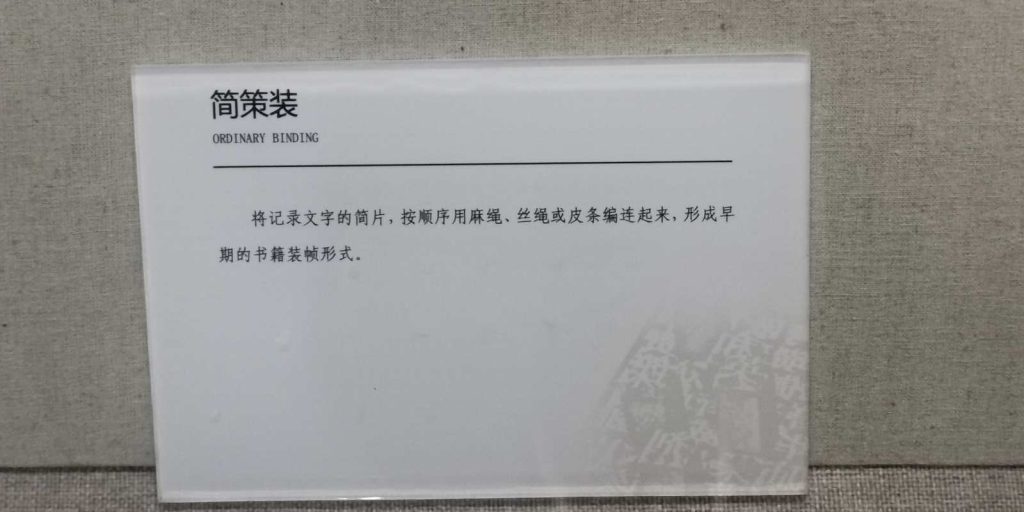 简策装
ORDINARY BINDING
将记录文字的简片，按顺序用麻绳、丝绳或皮条编连起来，形成早
期的书籍装帧形式。